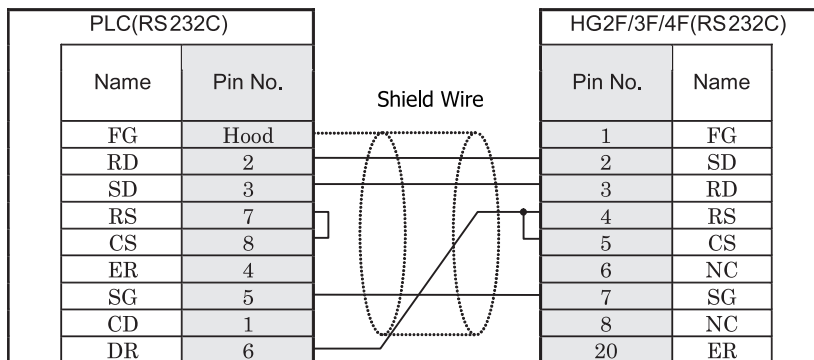 PLC(RS232C) HG2F/3F/4F(RS232C)
Name Pin No. Shield Wire Pin No. Name
FG Hood 1 FG
RD 2 2 SD
SD 3 3 RD
RS 7 4 RS
CS 8 5 CS
ER 4 6 NC
SG 5 7 SG
CD 1 8 NC
DR 6 20 ER